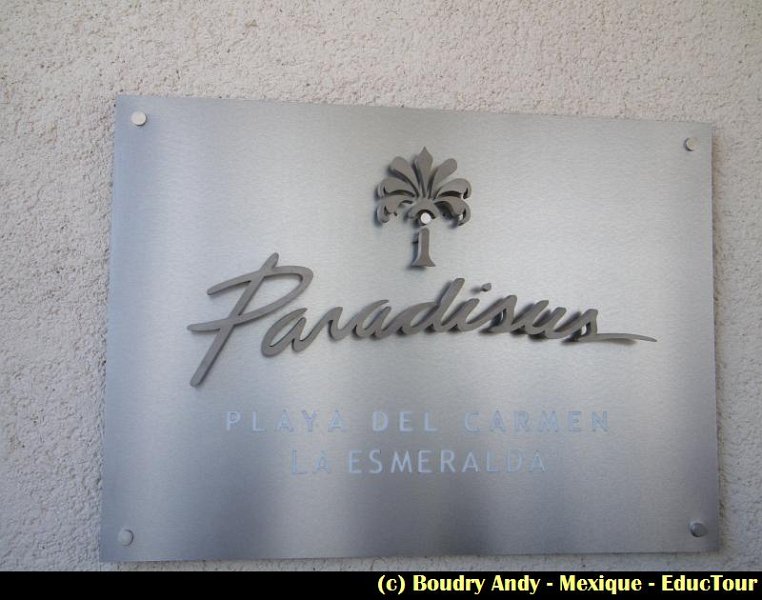 Paradisus
PLAYA DEL CARMEN
LA ESMERALDA
(c) Boudry Andy - Mexique - EducTour